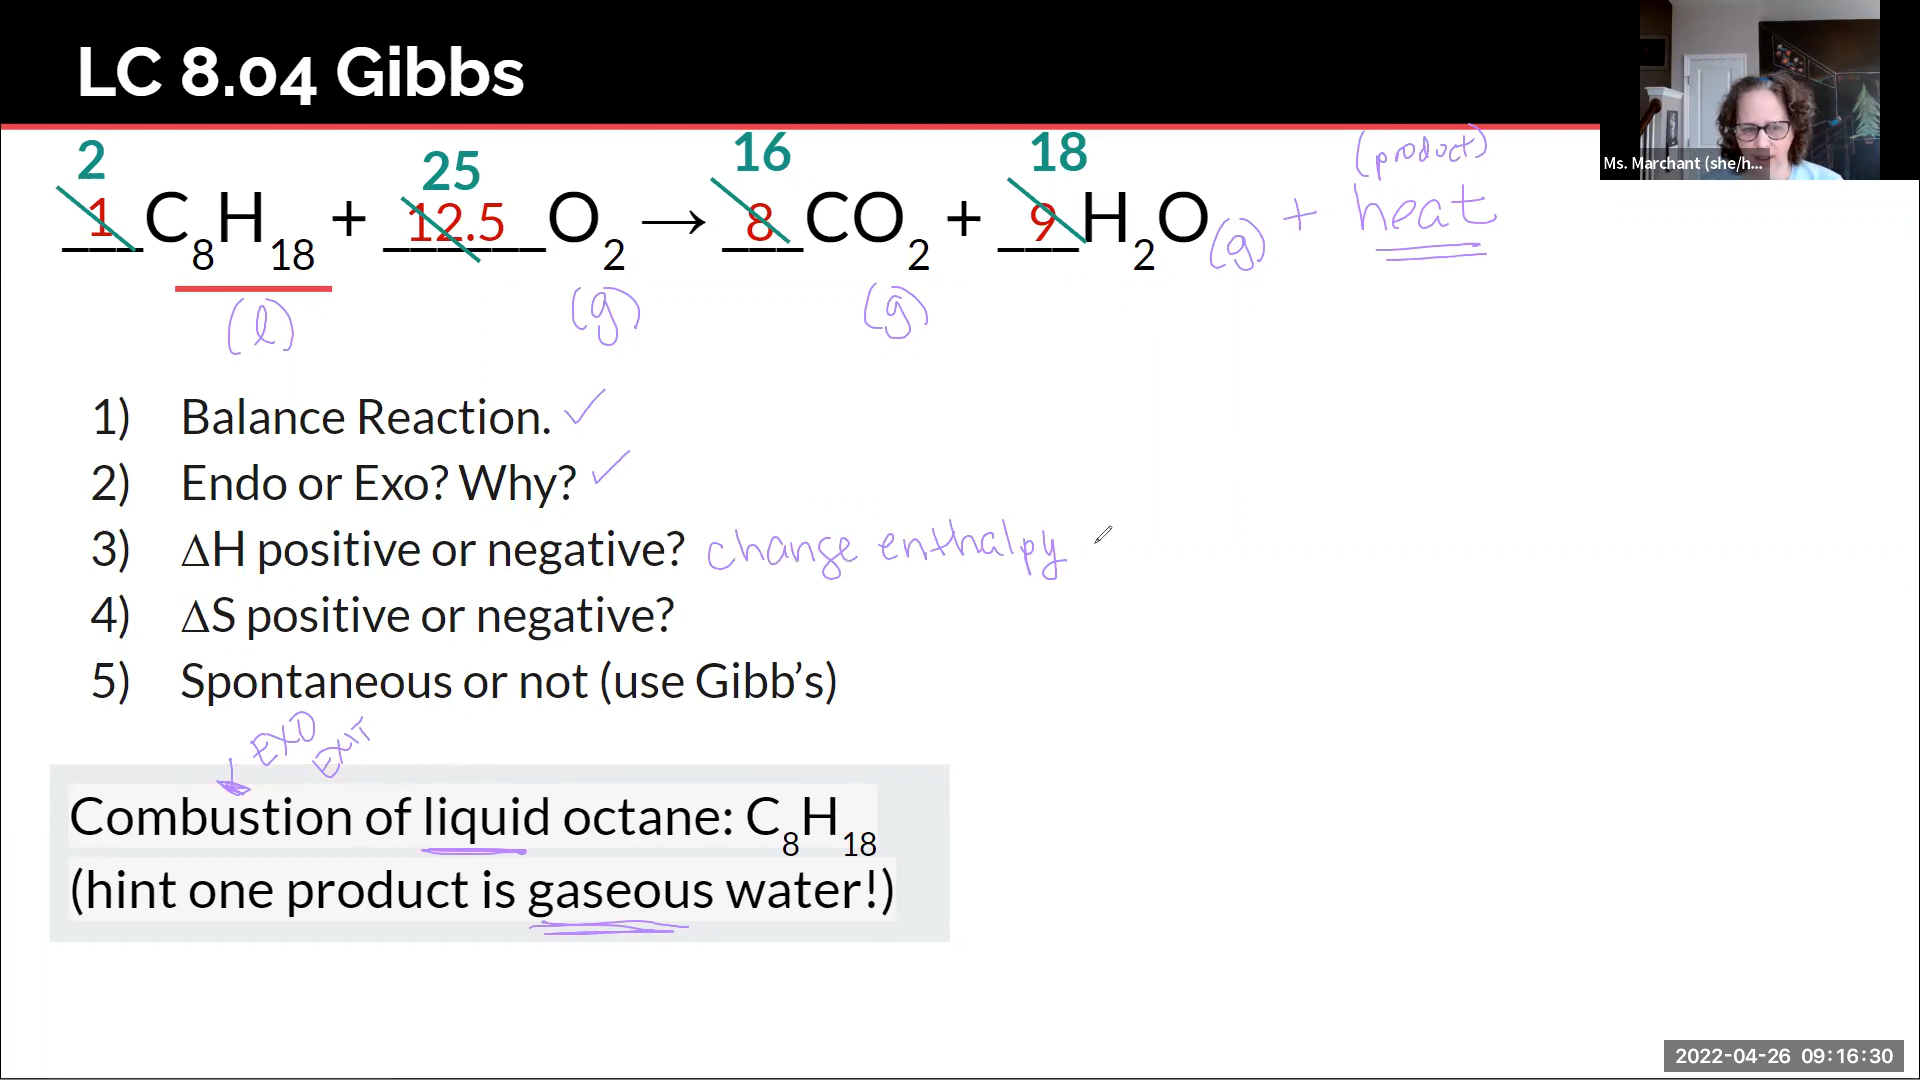 LC 8.04 Gibbs
2 25 16 18 (product)
1 C8H18 + 12.5 O2 → 8 CO2 + 9 H2O (g) + heat
(l) (g) (g)
1) Balance Reaction. ✓
2) Endo or Exo? Why? ✓
3) ΔH positive or negative? change enthalpy
4) ΔS positive or negative?
5) Spontaneous or not (use Gibb’s)
EXO
EXIT
Combustion of liquid octane: C8H18
(hint one product is gaseous water!)
Ms. Marchant (she/h...
2022-04-26 09:16:30